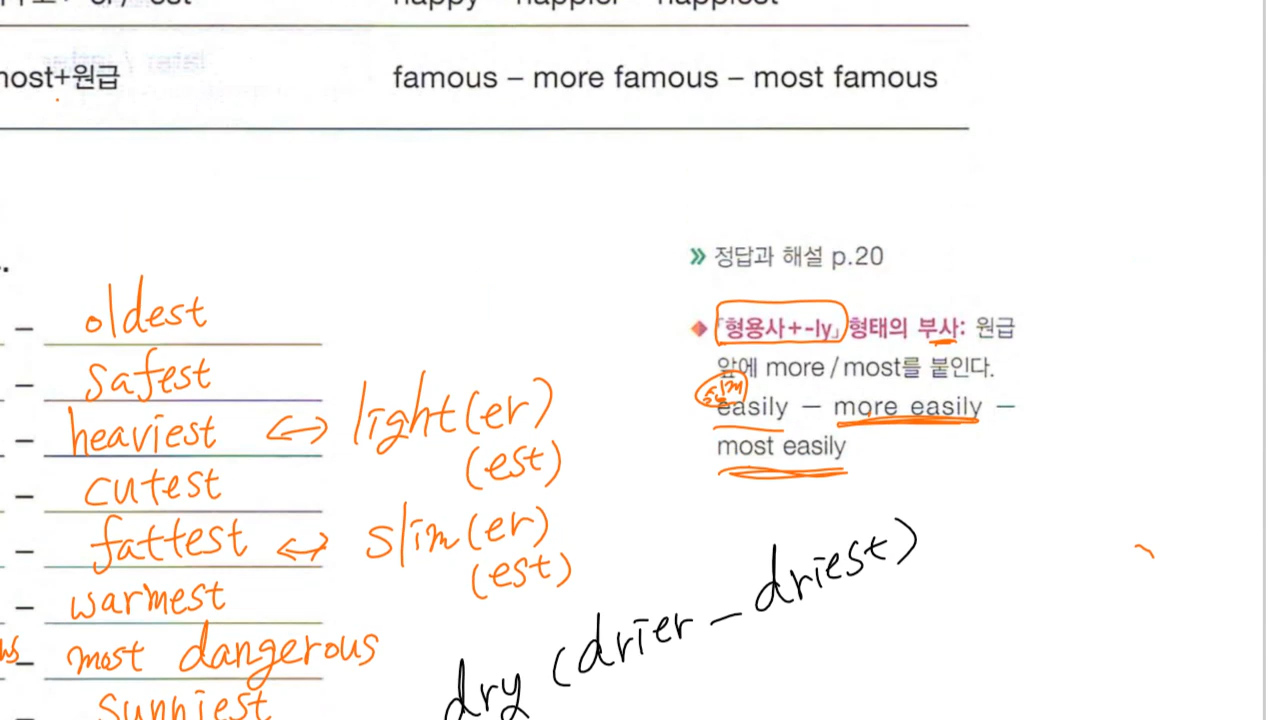 happy – happier – happiest
most+원급 famous – more famous – most famous
» 정답과 해설 p.20
– oldest
「형용사+-ly」 형태의 부사: 원급
앞에 more / most를 붙인다.
– safest
쉽게
easily – more easily –
– heaviest ↔ light(er)
(est)
most easily
– cutest
– fattest ↔ slim(er)
(est)
– warmest
– most dangerous
sunniest
dry (drier – driest)